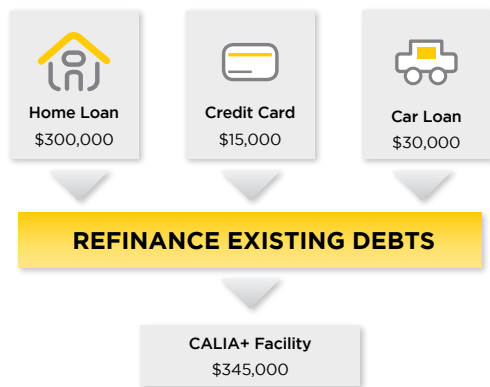 Home Loan
$300,000
Credit Card
$15,000
Car Loan
$30,000
REFINANCE EXISTING DEBTS
CALIA+ Facility
$345,000